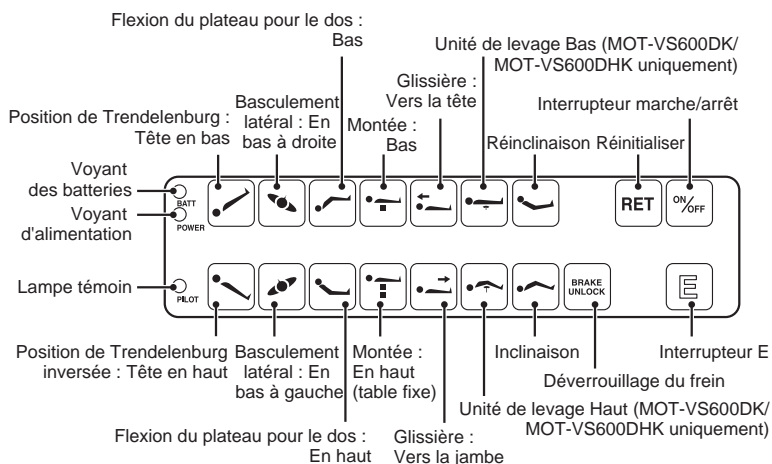 Flexion du plateau pour le dos :
Bas
Unité de levage Bas (MOT-VS600DK/
MOT-VS600DHK uniquement)
Glissière :
Vers la tête
Interrupteur marche/arrêt
Position de Trendelenburg :
Tête en bas
Basculement
latéral : En
bas à droite
Montée :
Bas
Réinclinaison
Réinitialiser
Voyant
des batteries
Voyant
d'alimentation
BATT
POWER
RET
ON/OFF
Lampe témoin
PILOT
BRAKE
UNLOCK
E
Position de Trendelenburg
inversée : Tête en haut
Basculement
latéral : En
bas à gauche
Montée :
En haut
(table fixe)
Inclinaison
Interrupteur E
Déverrouillage du frein
Unité de levage Haut (MOT-VS600DK/
MOT-VS600DHK uniquement)
Flexion du plateau pour le dos :
En haut
Glissière :
Vers la jambe